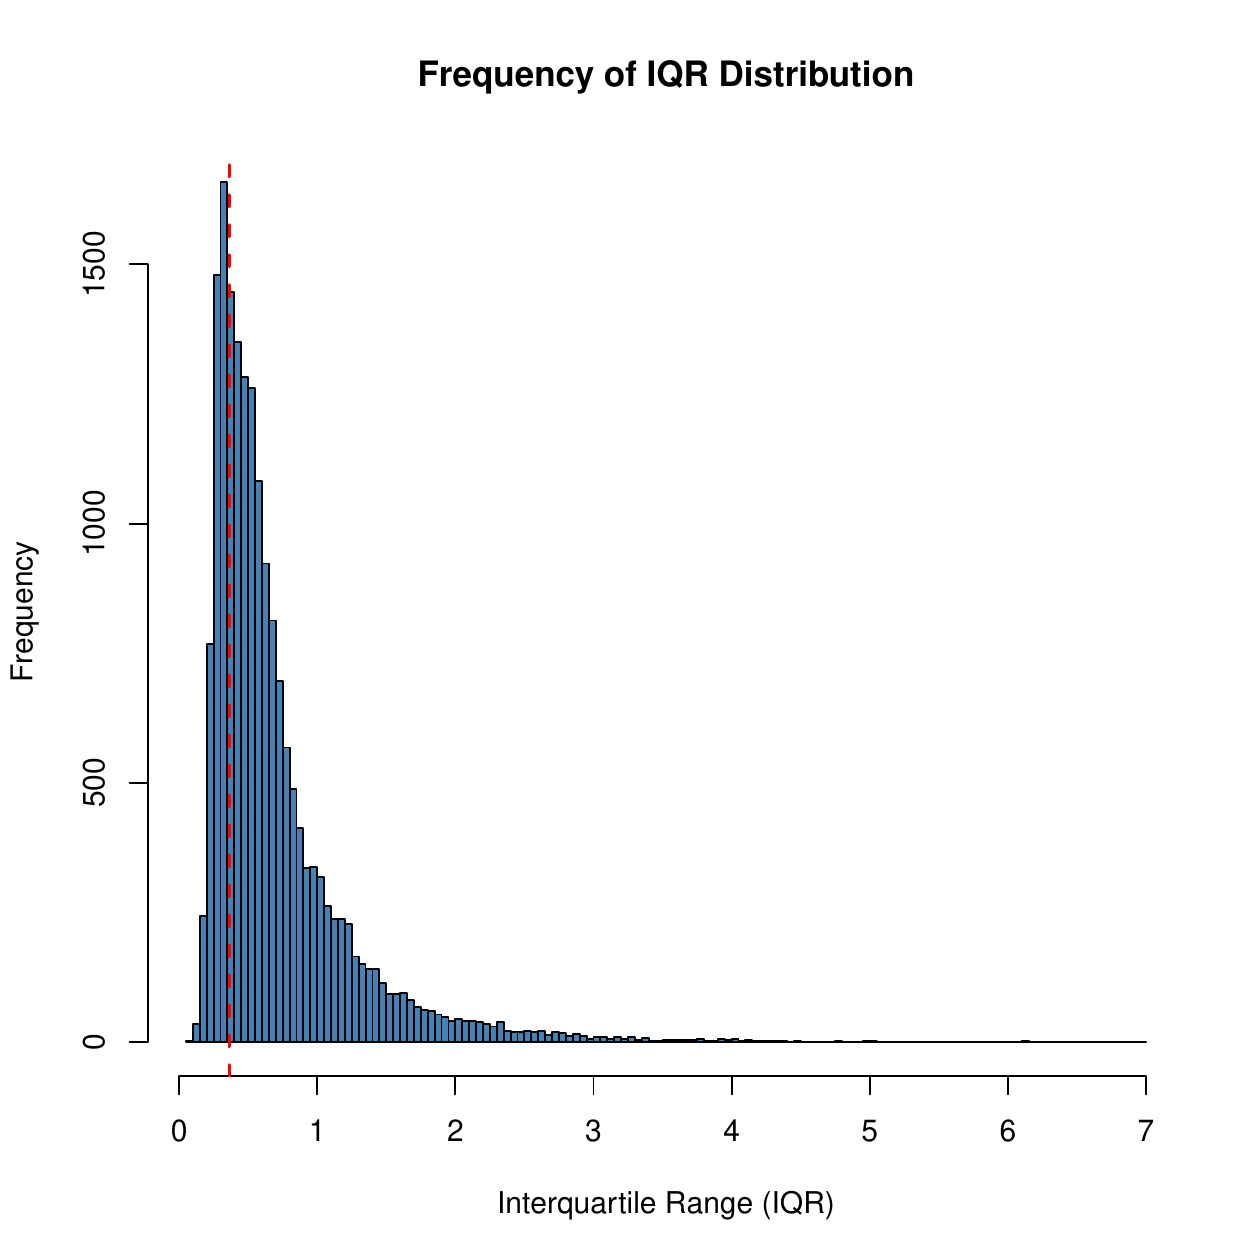 Frequency of IQR Distribution
1500
1000
500
0
Frequency
0 1 2 3 4 5 6 7
Interquartile Range (IQR)